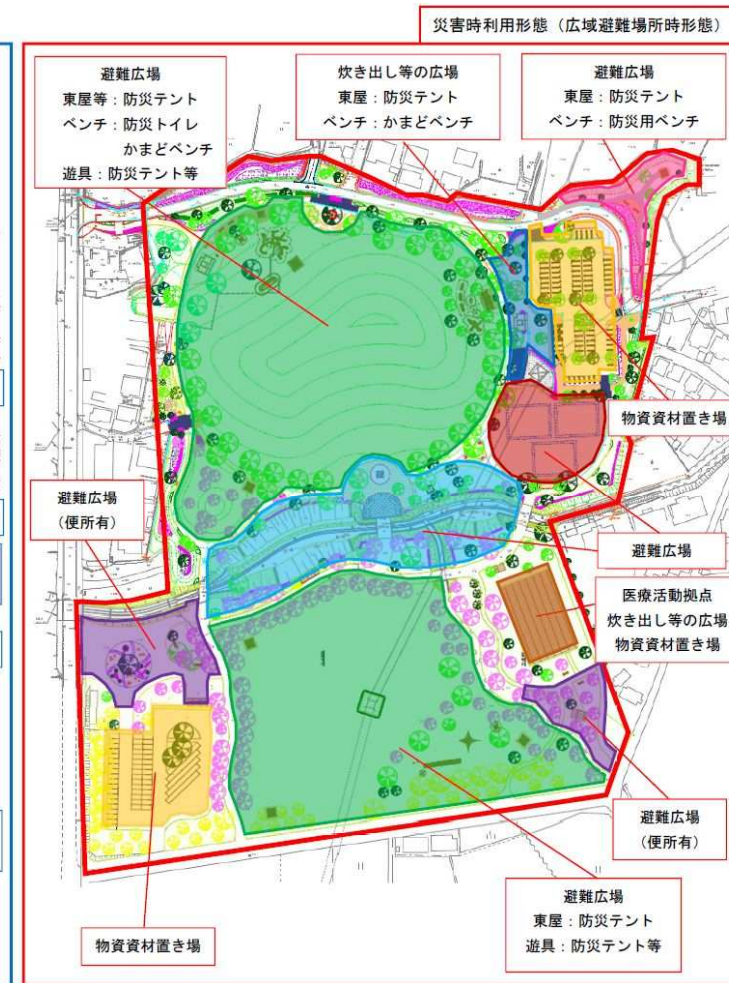 災害時利用形態（広域避難場所時形態）
避難広場
東屋等：防災テント
ベンチ：防災トイレ
かまどベンチ
遊具：防災テント等
炊き出し等の広場
東屋：防災テント
ベンチ：かまどベンチ
避難広場
東屋：防災テント
ベンチ：防災用ベンチ
物資資材置き場
避難広場
（便所有）
避難広場
医療活動拠点
炊き出し等の広場
物資資材置き場
避難広場
（便所有）
避難広場
東屋：防災テント
遊具：防災テント等
物資資材置き場